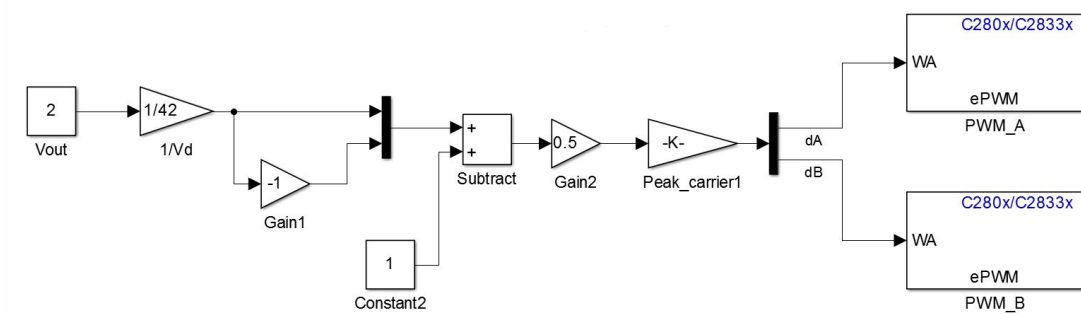 C280x/C2833x
WA
ePWM
PWM_A
2
Vout
1/42
1/Vd
-1
Gain1
+
+
Subtract
1
Constant2
0.5
Gain2
-K-
Peak_carrier1
dA
dB
C280x/C2833x
WA
ePWM
PWM_B